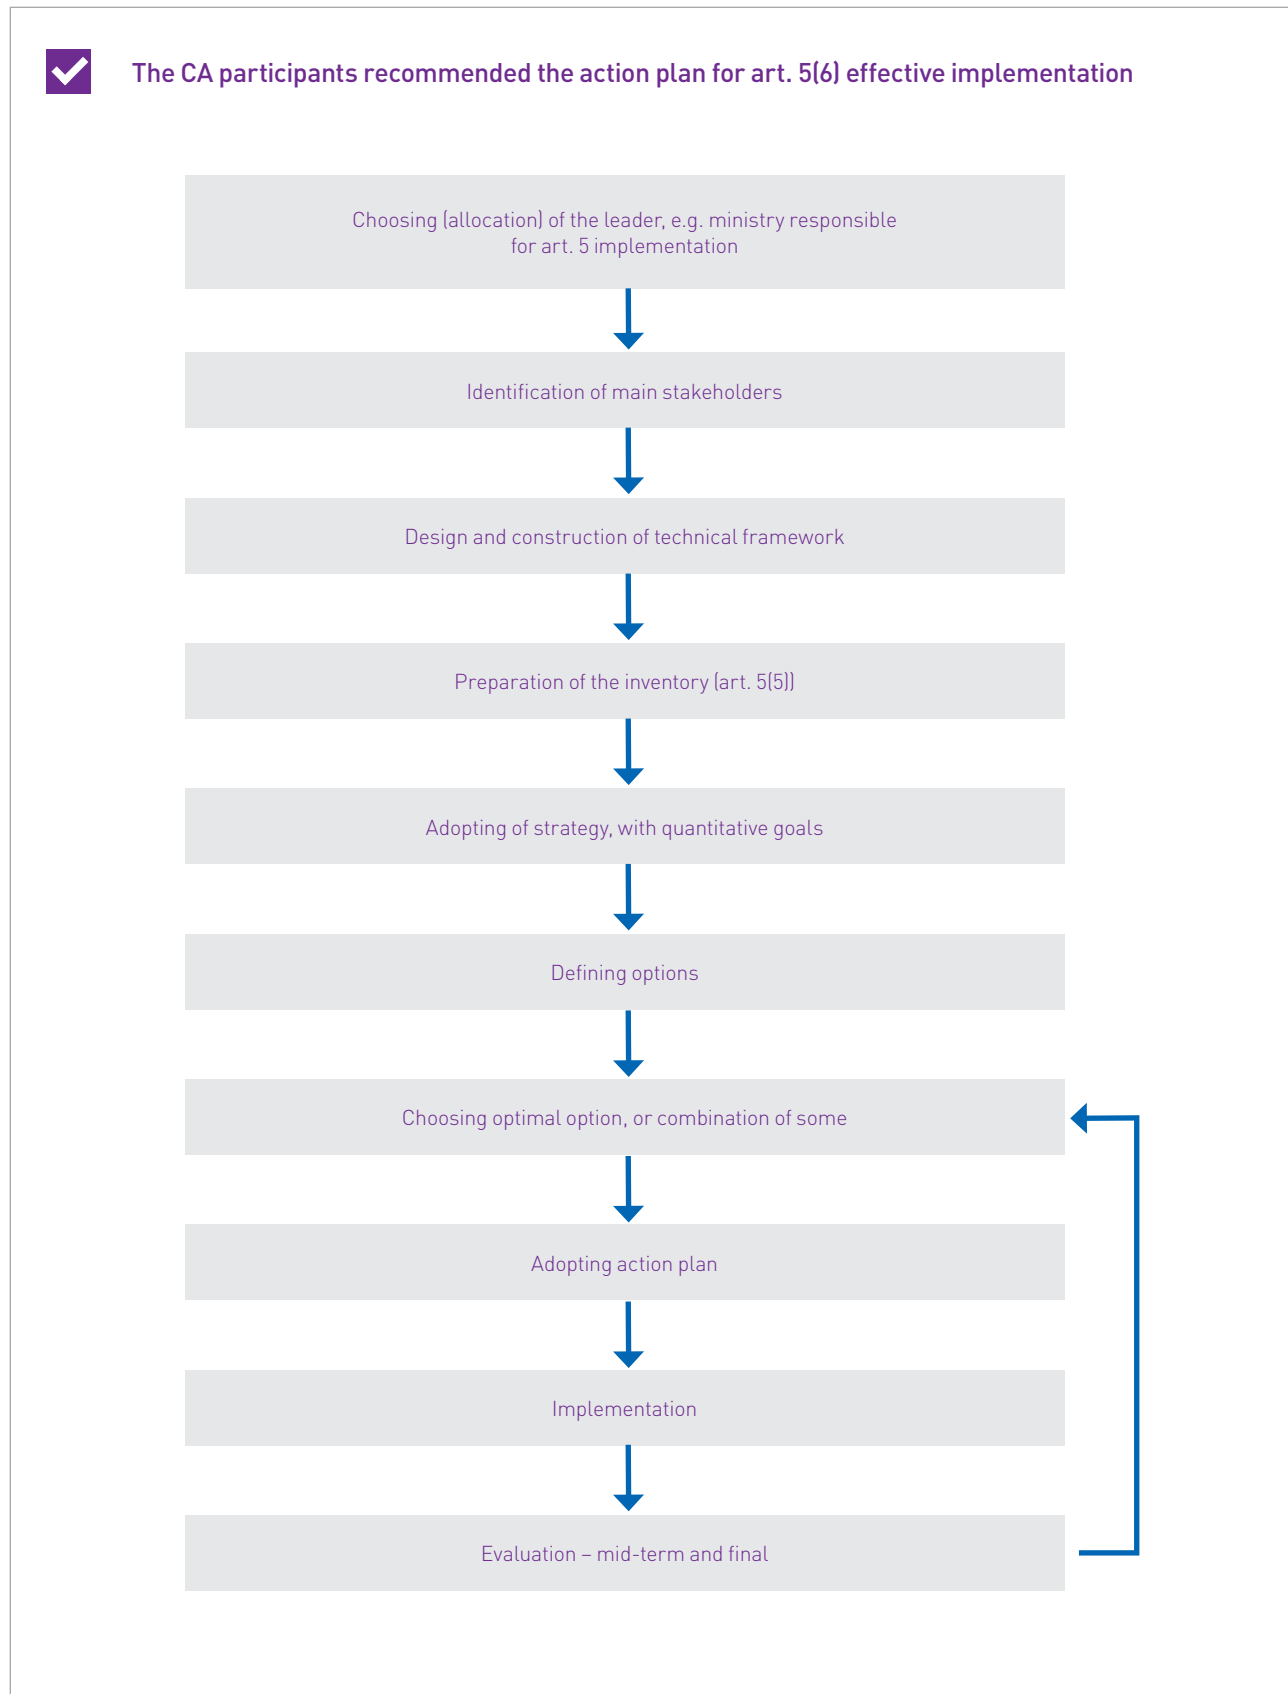 The CA participants recommended the action plan for art. 5(6) effective implementation
Choosing (allocation) of the leader, e.g. ministry responsible
for art. 5 implementation
Identification of main stakeholders
Design and construction of technical framework
Preparation of the inventory (art. 5(5))
Adopting of strategy, with quantitative goals
Defining options
Choosing optimal option, or combination of some
Adopting action plan
Implementation
Evaluation – mid-term and final